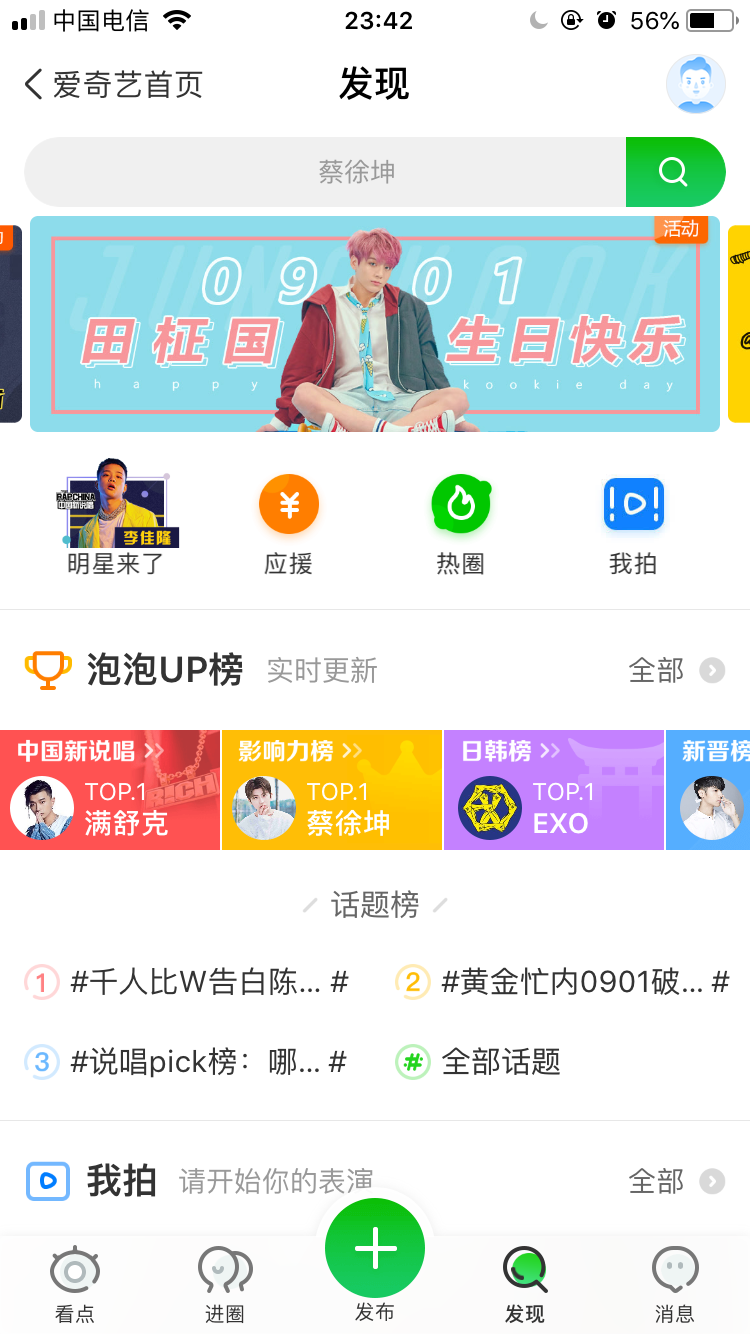 中国电信
23:42
56%
爱奇艺首页
发现
蔡徐坤
活动
JUNGKOOK
0901
田柾国 生日快乐
happy kookie day
RAPCHINA
中国新说唱
李佳隆
明星来了
应援
热圈
我拍
泡泡UP榜
实时更新
全部
中国新说唱
RICH
TOP.1
满舒克
影响力榜
TOP.1
蔡徐坤
日韩榜
TOP.1
EXO
新晋榜
话题榜
1 #千人比W告白陈... #
2 #黄金忙内0901破... #
3 #说唱pick榜：哪... #
# 全部话题
我拍
请开始你的表演
全部
看点
进圈
发布
发现
消息